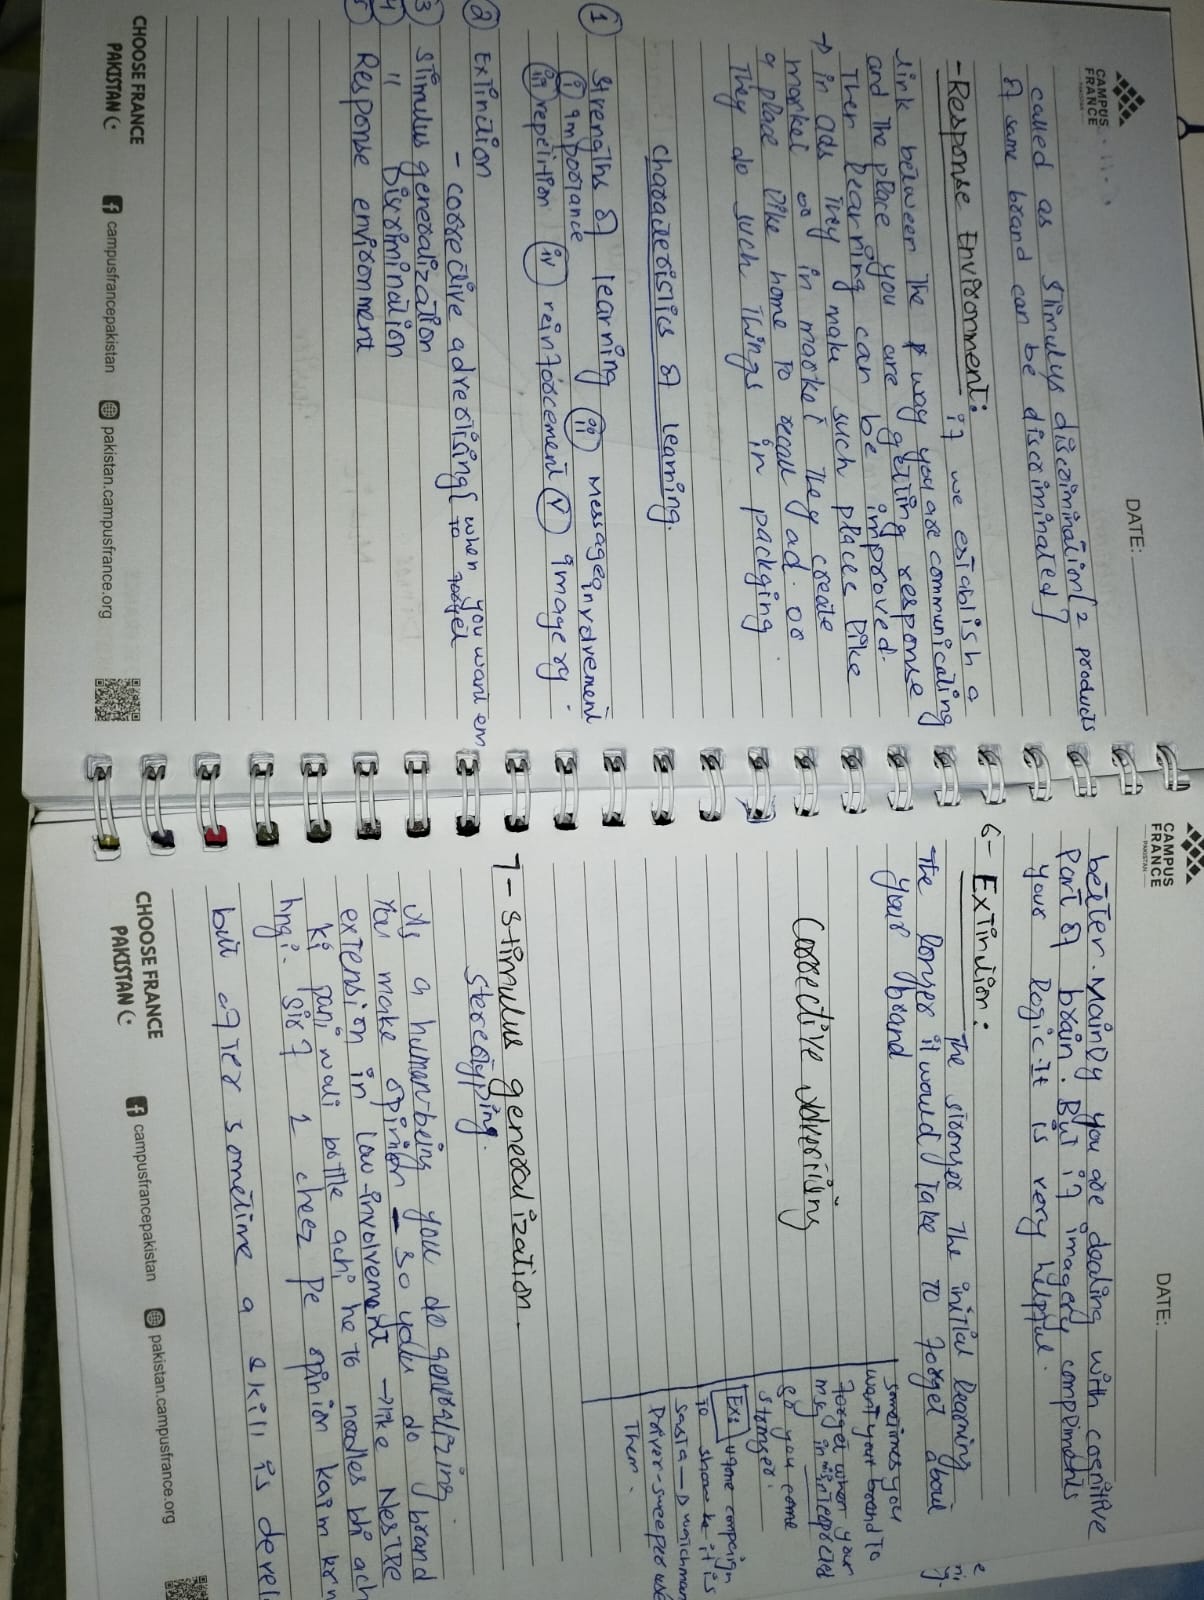 CAMPUS
FRANCE
PAKISTAN
DATE:
called as stimulus discrimination [2 products
of same brand can be discriminated]
- Response Environment:
if we establish a
link between the way you are communicating
and the place you are getting response
Then learning can be improved.
→ in ads They make such places like
market or in market They create
a place like home to recall ad. or
They do such Things in packging
characteristics of learning.
1 Strengths of learning
i importance ii Message involvement
iii repetition iv reinforcement v imagery
2 Extinction
- corrective advertising [when you want em
to forget
3 Stimulus generalization
4 " Discrimination
5 Response environment
CHOOSE FRANCE
PAKISTAN
campusfrancepakistan pakistan.campusfrance.org
CAMPUS
FRANCE
PAKISTAN
DATE:
better. Mainly you are dealing with cognitive
Part of brain. But if imagery compliments
your logic. It is very helpful.
6- Extinction:
The stronger The initial learning
The longer it would Take To forget about
your brand
sometimes you
want your brand To
forget when your
msg in misinterpreted
so you come
stronger.
Ex: ufone
To show it is
sasta → watchman
Driver-sweeper use
Them.
Corrective Advertising
7- Stimulus generalization.
stereotyping.
As a human-being you do generalizing.
You make opinion - so you do brand
extension in Low-involvement → like Nestle
ki pani wali bottle achi he to noodles bhi ach
hngi. Sirf 1 cheez pe opinion kaim krn
but after sometime a skill is devel
CHOOSE FRANCE
PAKISTAN
campusfrancepakistan pakistan.campusfrance.org